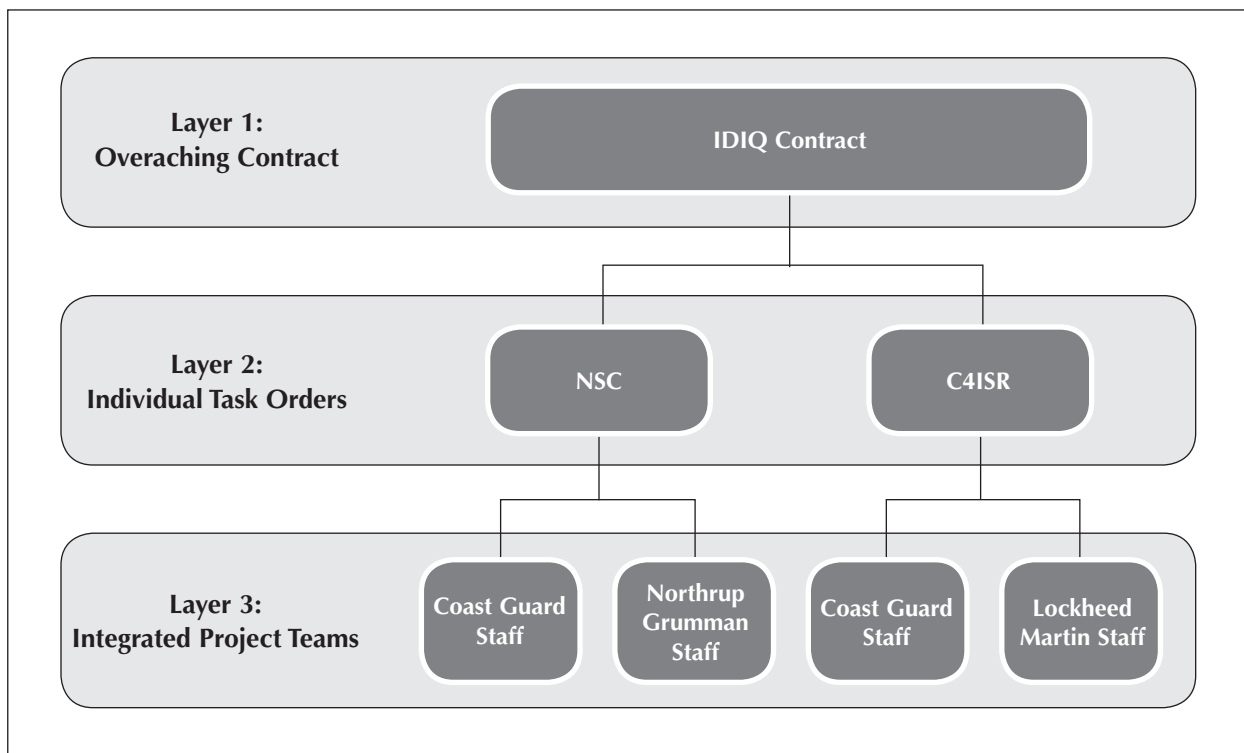 Layer 1:
Overaching Contract
IDIQ Contract
Layer 2:
Individual Task Orders
NSC
C4ISR
Layer 3:
Integrated Project Teams
Coast Guard
Staff
Northrup
Grumman
Staff
Coast Guard
Staff
Lockheed
Martin Staff